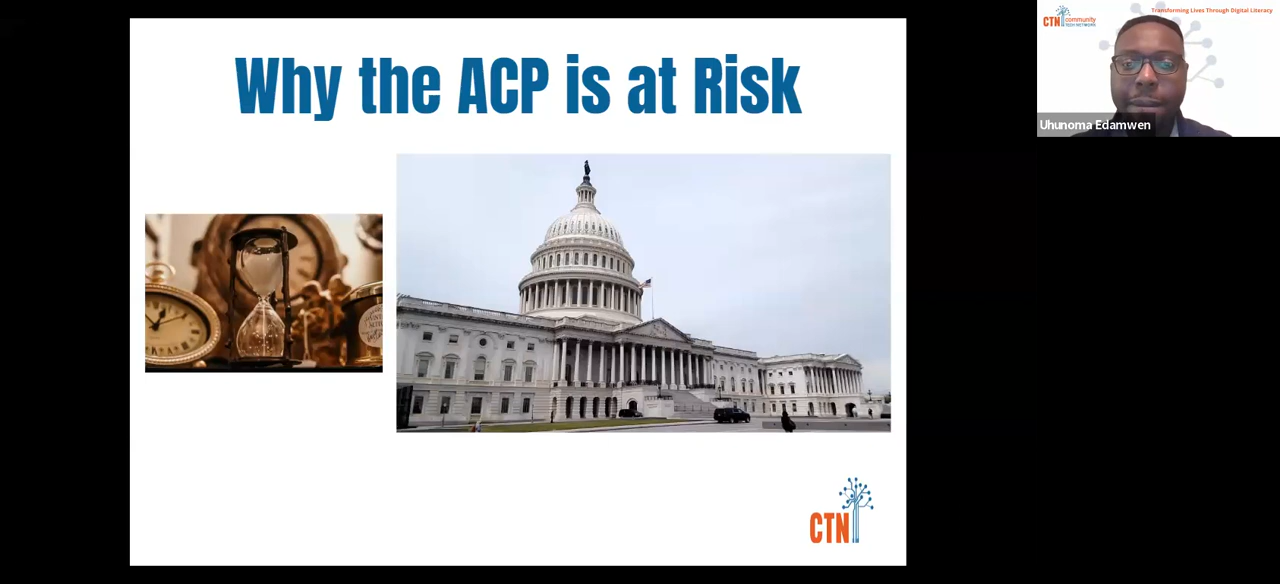 Why the ACP is at Risk
CTN
Transforming Lives Through Digital Literacy
CTN community
TECH NETWORK
Uhunoma Edamwen